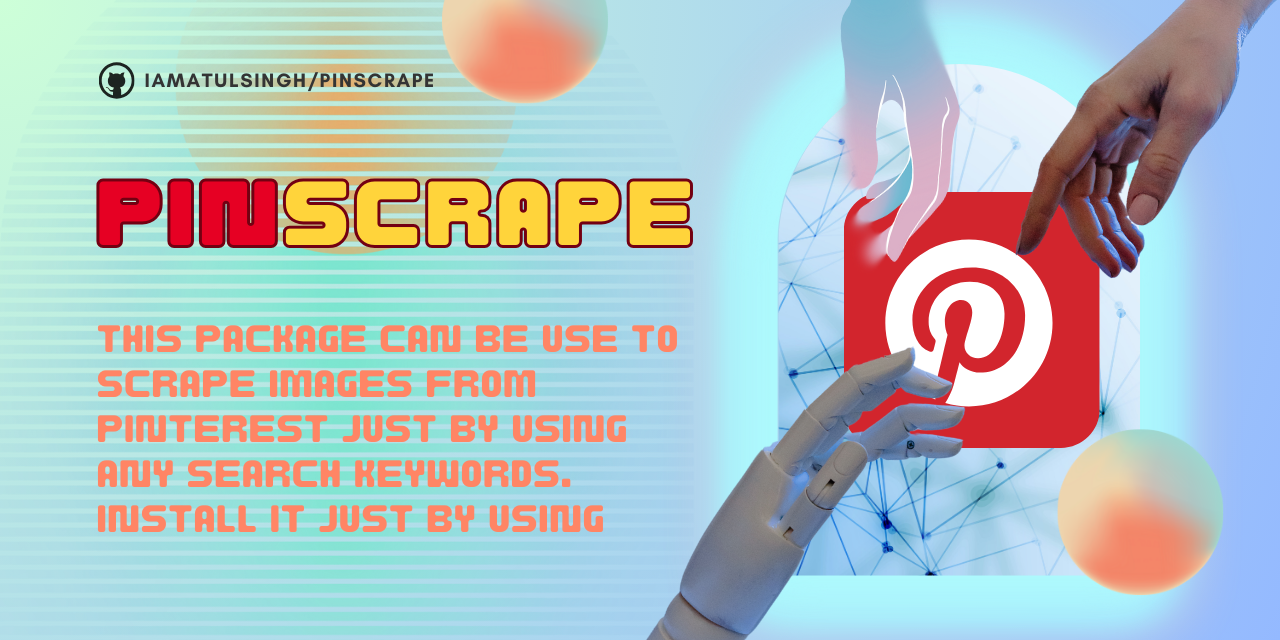 IAMATULSINGH/PINSCRAPE
PINSCRAPE
THIS PACKAGE CAN BE USE TO
SCRAPE IMAGES FROM
PINTEREST JUST BY USING
ANY SEARCH KEYWORDS.
INSTALL IT JUST BY USING